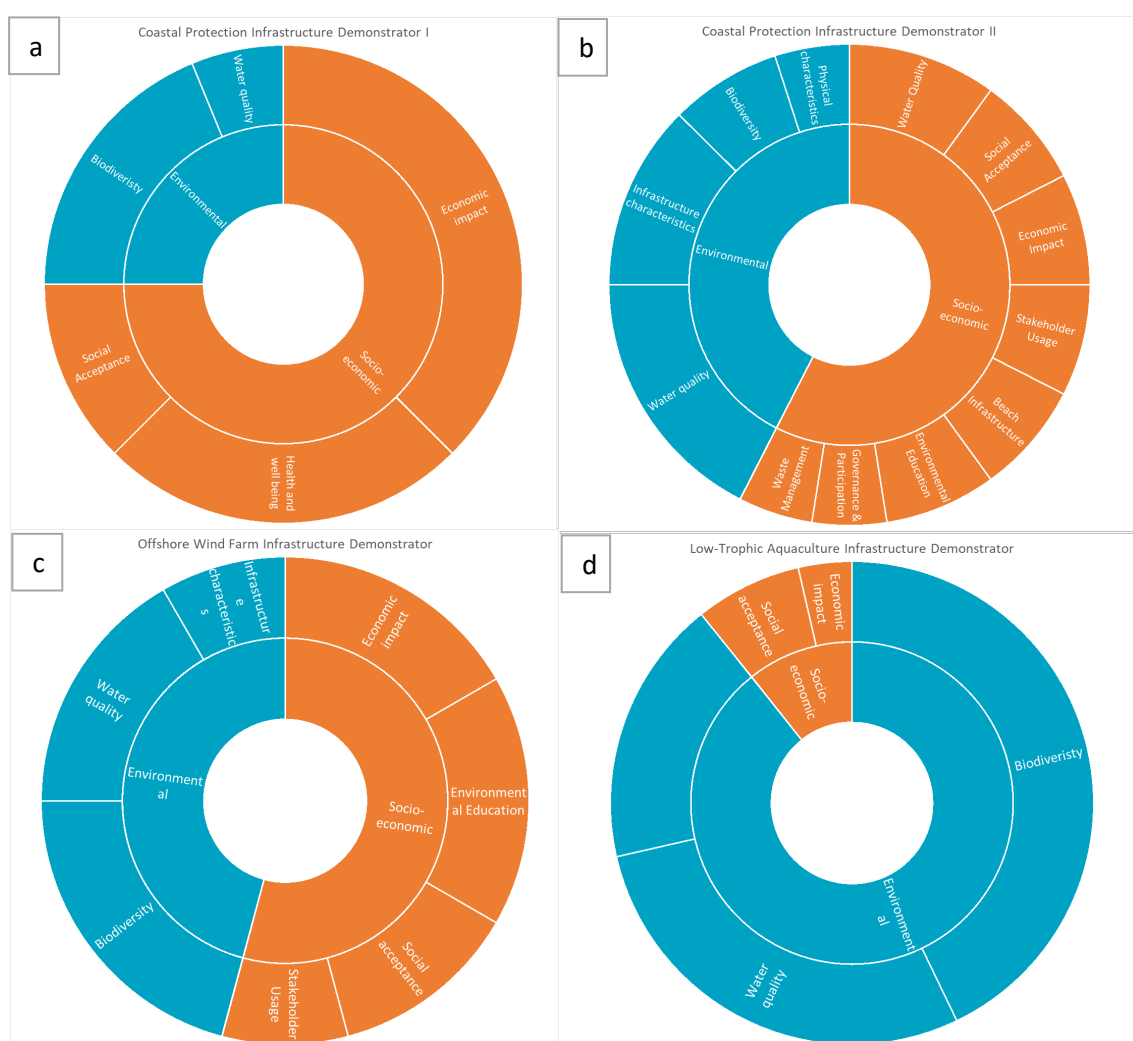 a
Coastal Protection Infrastructure Demonstrator I
Water quality
Biodiveristy
Environmental
Economic
impact
Socio-
economic
Social
Acceptance
Health and
well being
b
Coastal Protection Infrastructure Demonstrator II
Physical
characteristics
Water Quality
Biodiversity
Social
Acceptance
Infrastructure
characteristics
Environmental
Economic
Impact
Socio-
economic
Stakeholder
Usage
Water quality
Beach
Infrastructure
Environmental
Education
Governance &
Participation
Waste
Management
c
Offshore Wind Farm Infrastructure Demonstrator
Infrastructur
e
characteristic
s
Economic
impact
Water
quality
Environment
al
Socio-
economic
Environment
al Education
Biodiversity
Social
acceptance
Stakeholder
Usage
d
Low-Trophic Aquaculture Infrastructure Demonstrator
Economic
impact
Social
acceptance
Socio-
economic
Biodiveristy
Environment
al
Water
quality